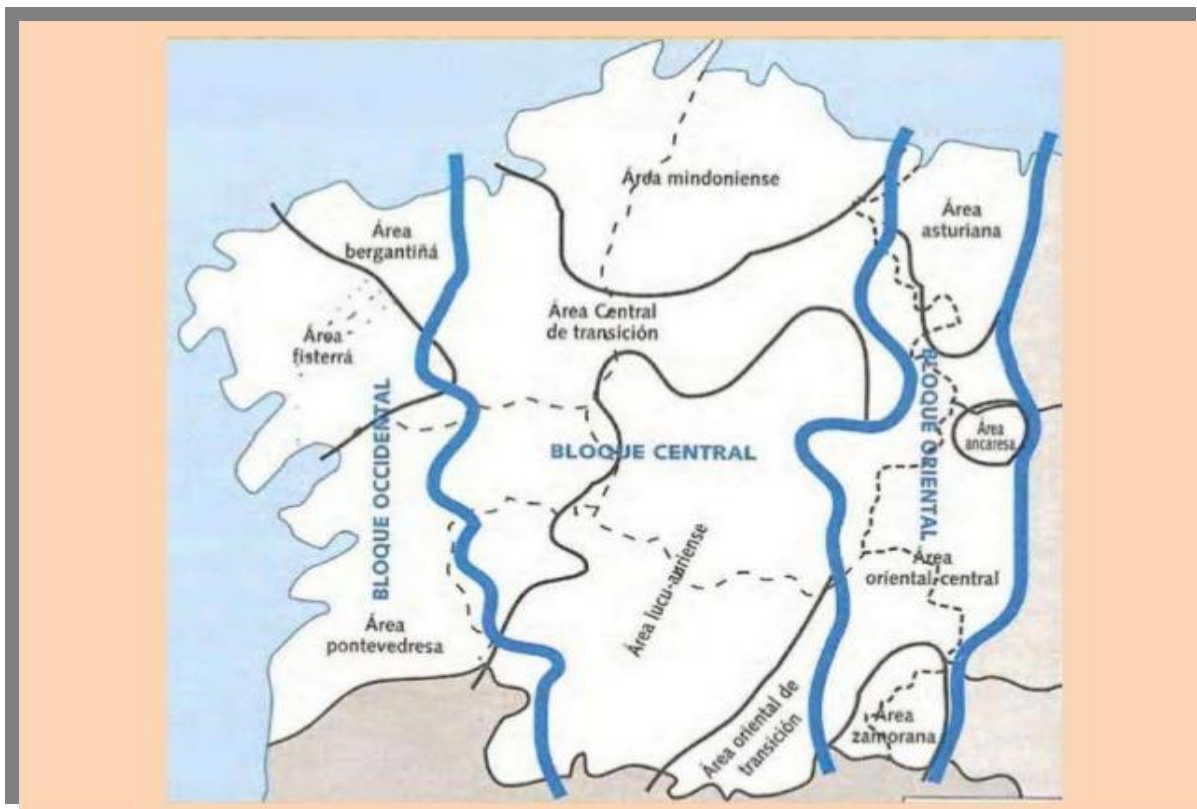 Área mindoniense
Área
bergantiñá
Área
asturiana
Área Central
de transición
Área
fisterrá
BLOQUE OCCIDENTAL
BLOQUE CENTRAL
BLOQUE ORIENTAL
Área
ancaresa
Área lucu-auriense
Área
oriental-central
Área
pontevedresa
Área oriental de
transición
Área
zamorana